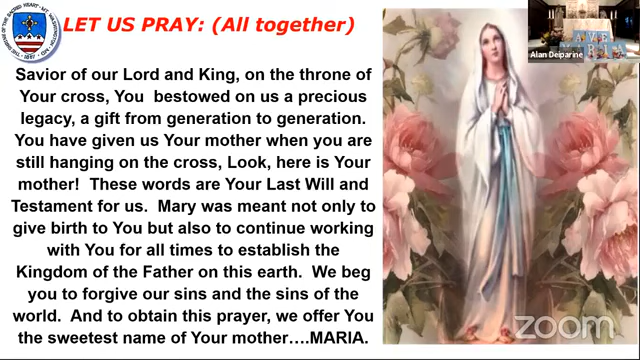 LET US PRAY: (All together)
Savior of our Lord and King, on the throne of
Your cross, You  bestowed on us a precious
legacy, a gift from generation to generation.
You have given us Your mother when you are
still hanging on the cross, Look, here is Your
mother!  These words are Your Last Will and
Testament for us.  Mary was meant not only to
give birth to You but also to continue working
with You for all times to establish the
Kingdom of the Father on this earth.  We beg
you to forgive our sins and the sins of the
world.  And to obtain this prayer, we offer You
the sweetest name of Your mother….MARIA.
Alan Deiparine
zoom